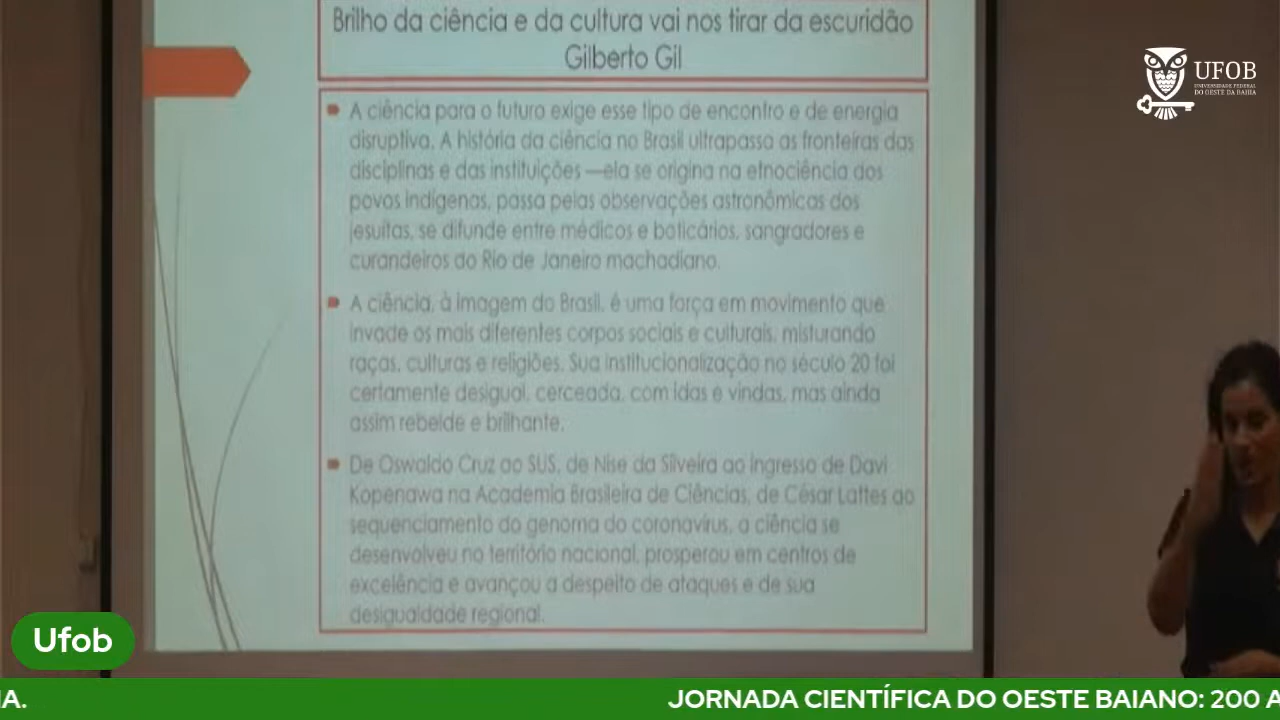 Brilho da ciência e da cultura vai nos tirar da escuridão
Gilberto Gil
A ciência para o futuro exige esse tipo de encontro e de energia
disruptiva. A história da ciência no Brasil ultrapassa as fronteiras das
disciplinas e das instituições —ela se origina na etnociência dos
povos indígenas, passa pelas observações astronômicas dos
jesuítas, se difunde entre médicos e boticários, sangradores e
curandeiros do Rio de Janeiro machadiano.
A ciência, à imagem do Brasil, é uma força em movimento que
invade os mais diferentes corpos sociais e culturais, misturando
raças, culturas e religiões. Sua institucionalização no século 20 foi
certamente desigual, cerceada, com idas e vindas, mas ainda
assim rebelde e brilhante.
De Oswaldo Cruz ao SUS, de Nise da Silveira ao ingresso de Davi
Kopenawa na Academia Brasileira de Ciências, de César Lattes ao
sequenciamento do genoma do coronavírus, a ciência se
desenvolveu no território nacional, prosperou em centros de
excelência e avançou a despeito de ataques e de sua
desigualdade regional.
UFOB
UNIVERSIDADE FEDERAL
DO OESTE DA BAHIA
Ufob
IA. JORNADA CIENTÍFICA DO OESTE BAIANO: 200 A